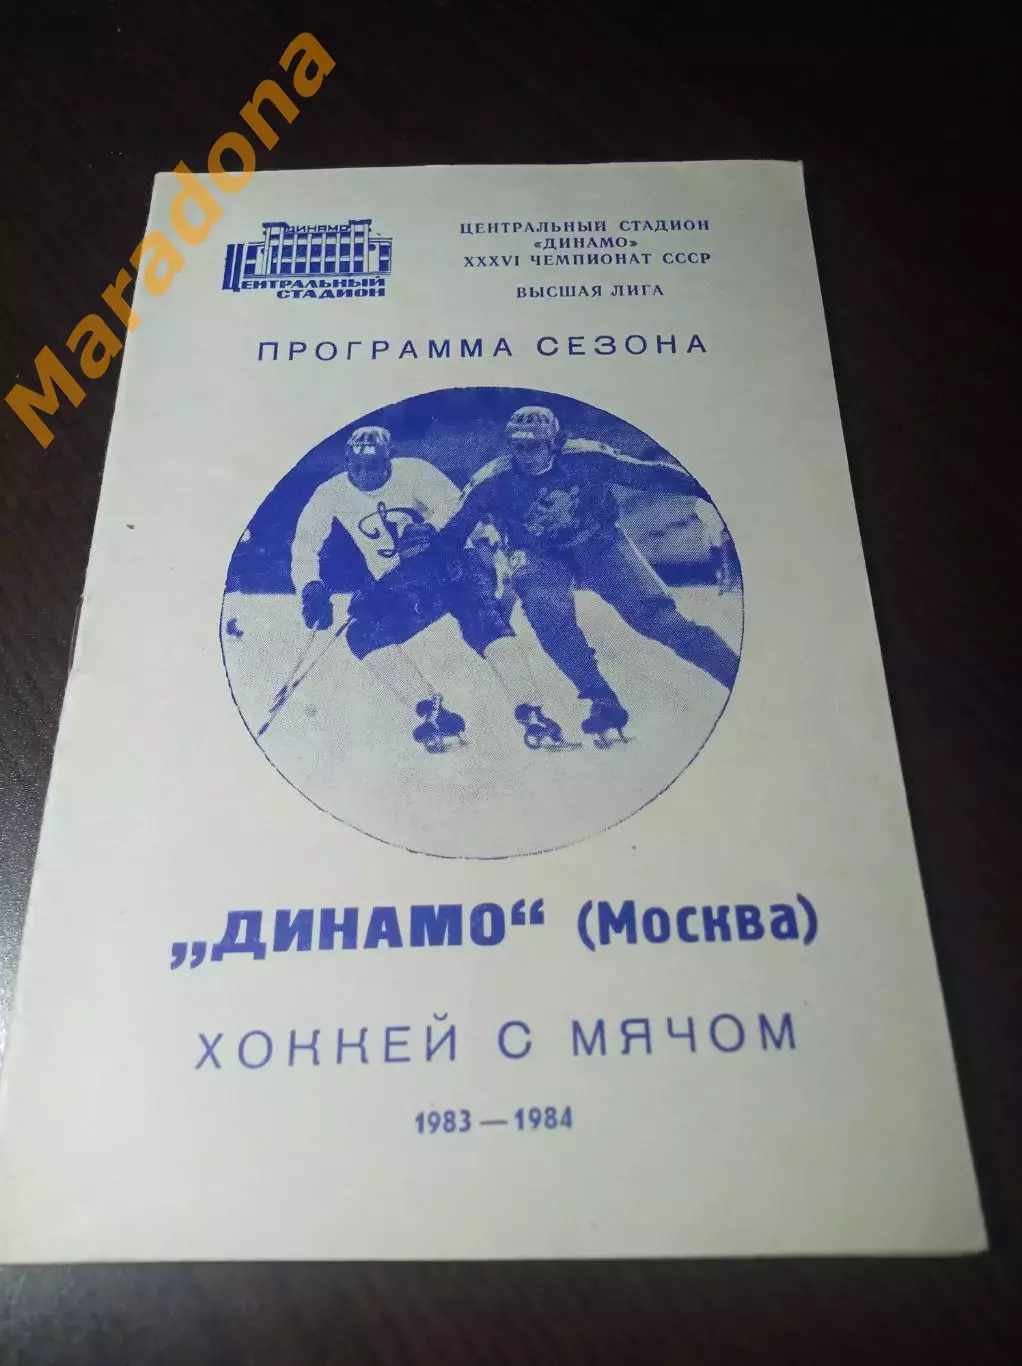 Maradona
ДИНАМО
ЦЕНТРАЛЬНЫЙ
СТАДИОН
ЦЕНТРАЛЬНЫЙ СТАДИОН
«ДИНАМО»
XXXVI ЧЕМПИОНАТ СССР
ВЫСШАЯ ЛИГА
ПРОГРАММА СЕЗОНА
„ДИНАМО“ (Москва)
ХОККЕЙ С МЯЧОМ
1983 — 1984